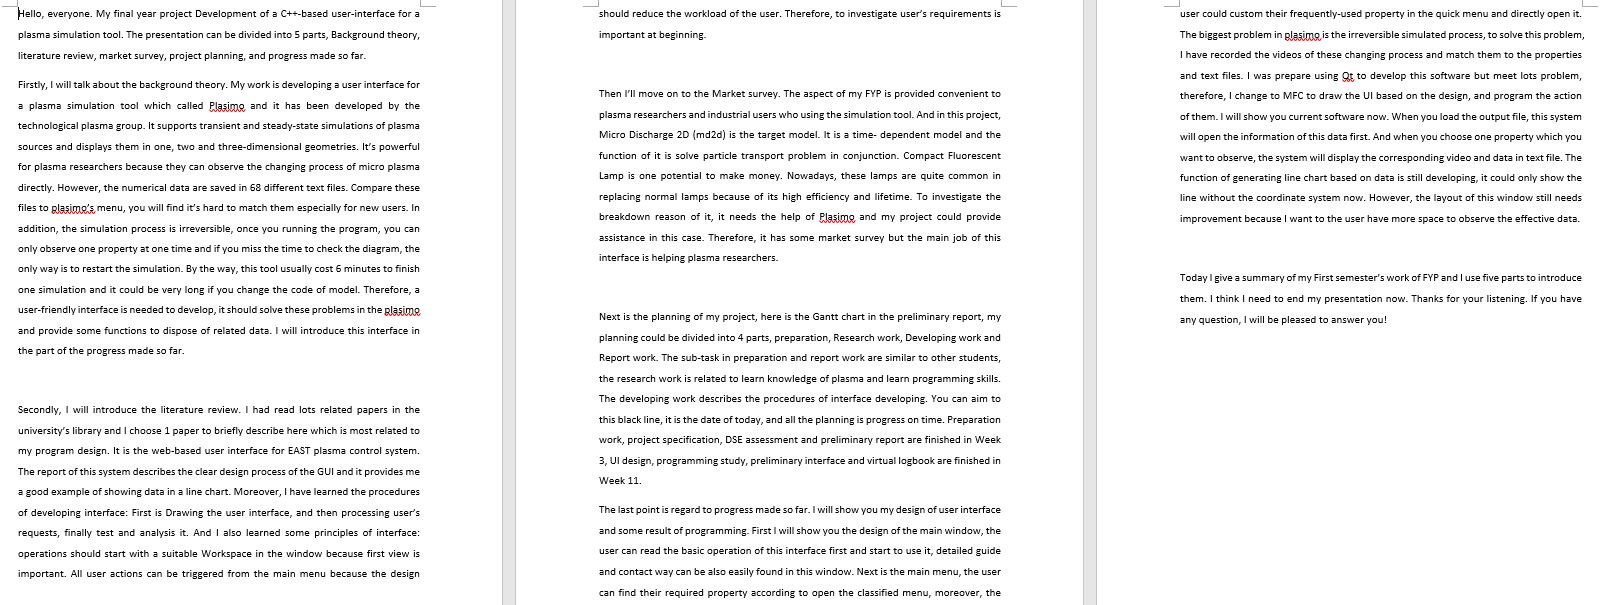 Hello, everyone. My final year project Development of a C++-based user-interface for a
plasma simulation tool. The presentation can be divided into 5 parts, Background theory,
literature review, market survey, project planning, and progress made so far.
Firstly, I will talk about the background theory. My work is developing a user interface for
a plasma simulation tool which called Plasimo and it has been developed by the
technological plasma group. It supports transient and steady-state simulations of plasma
sources and displays them in one, two and three-dimensional geometries. It's powerful
for plasma researchers because they can observe the changing process of micro plasma
directly. However, the numerical data are saved in 68 different text files. Compare these
files to plasimo's menu, you will find it's hard to match them especially for new users. In
addition, the simulation process is irreversible, once you running the program, you can
only observe one property at one time and if you miss the time to check the diagram, the
only way is to restart the simulation. By the way, this tool usually cost 6 minutes to finish
one simulation and it could be very long if you change the code of model. Therefore, a
user-friendly interface is needed to develop, it should solve these problems in the plasimo
and provide some functions to dispose of related data. I will introduce this interface in
the part of the progress made so far.
Secondly, I will introduce the literature review. I had read lots related papers in the
university's library and I choose 1 paper to briefly describe here which is most related to
my program design. It is the web-based user interface for EAST plasma control system.
The report of this system describes the clear design process of the GUI and it provides me
a good example of showing data in a line chart. Moreover, I have learned the procedures
of developing interface: First is Drawing the user interface, and then processing user's
requests, finally test and analysis it. And I also learned some principles of interface:
operations should start with a suitable Workspace in the window because first view is
important. All user actions can be triggered from the main menu because the design
should reduce the workload of the user. Therefore, to investigate user's requirements is
important at beginning.
Then I'll move on to the Market survey. The aspect of my FYP is provided convenient to
plasma researchers and industrial users who using the simulation tool. And in this project,
Micro Discharge 2D (md2d) is the target model. It is a time- dependent model and the
function of it is solve particle transport problem in conjunction. Compact Fluorescent
Lamp is one potential to make money. Nowadays, these lamps are quite common in
replacing normal lamps because of its high efficiency and lifetime. To investigate the
breakdown reason of it, it needs the help of Plasimo and my project could provide
assistance in this case. Therefore, it has some market survey but the main job of this
interface is helping plasma researchers.
Next is the planning of my project, here is the Gantt chart in the preliminary report, my
planning could be divided into 4 parts, preparation, Research work, Developing work and
Report work. The sub-task in preparation and report work are similar to other students,
the research work is related to learn knowledge of plasma and learn programming skills.
The developing work describes the procedures of interface developing. You can aim to
this black line, it is the date of today, and all the planning is progress on time. Preparation
work, project specification, DSE assessment and preliminary report are finished in Week
3, UI design, programming study, preliminary interface and virtual logbook are finished in
Week 11.
The last point is regard to progress made so far. I will show you my design of user interface
and some result of programming. First I will show you the design of the main window, the
user can read the basic operation of this interface first and start to use it, detailed guide
and contact way can be also easily found in this window. Next is the main menu, the user
can find their required property according to open the classified menu, moreover, the
user could custom their frequently-used property in the quick menu and directly open it.
The biggest problem in plasimo is the irreversible simulated process, to solve this problem,
I have recorded the videos of these changing process and match them to the properties
and text files. I was prepare using Qt to develop this software but meet lots problem,
therefore, I change to MFC to draw the UI based on the design, and program the action
of them. I will show you current software now. When you load the output file, this system
will open the information of this data first. And when you choose one property which you
want to observe, the system will display the corresponding video and data in text file. The
function of generating line chart based on data is still developing, it could only show the
line without the coordinate system now. However, the layout of this window still needs
improvement because I want to the user have more space to observe the effective data.
Today I give a summary of my First semester's work of FYP and I use five parts to introduce
them. I think I need to end my presentation now. Thanks for your listening. If you have
any question, I will be pleased to answer you!